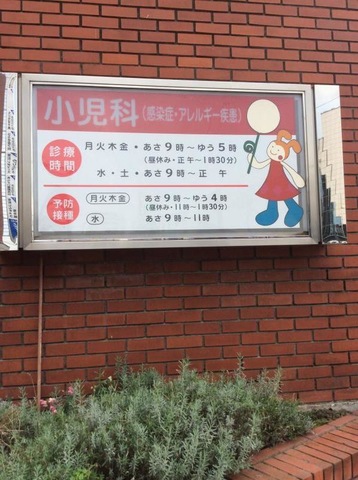 小児科(感染症・アレルギー疾患)
診療時間 月火木金・あさ9時〜ゆう5時
(昼休み・正午〜1時30分)
水・土・あさ9時〜正 午
予防接種 月火木金 あさ9時〜ゆう4時
(昼休み・11時〜1時30分)
水 あさ9時〜11時